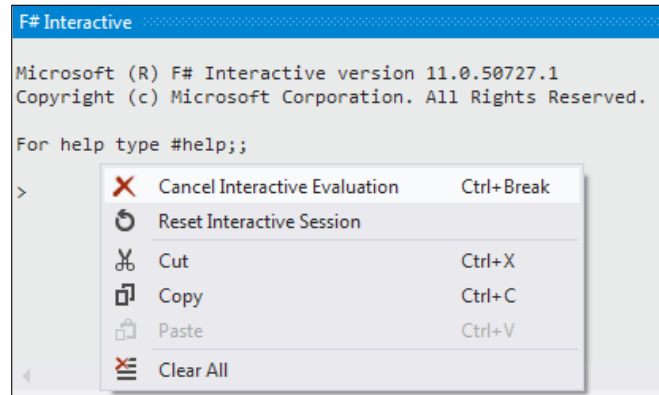 F# Interactive
Microsoft (R) F# Interactive version 11.0.50727.1
Copyright (c) Microsoft Corporation. All Rights Reserved.
For help type #help;;
>
Cancel Interactive Evaluation Ctrl+Break
Reset Interactive Session
Cut Ctrl+X
Copy Ctrl+C
Paste Ctrl+V
Clear All